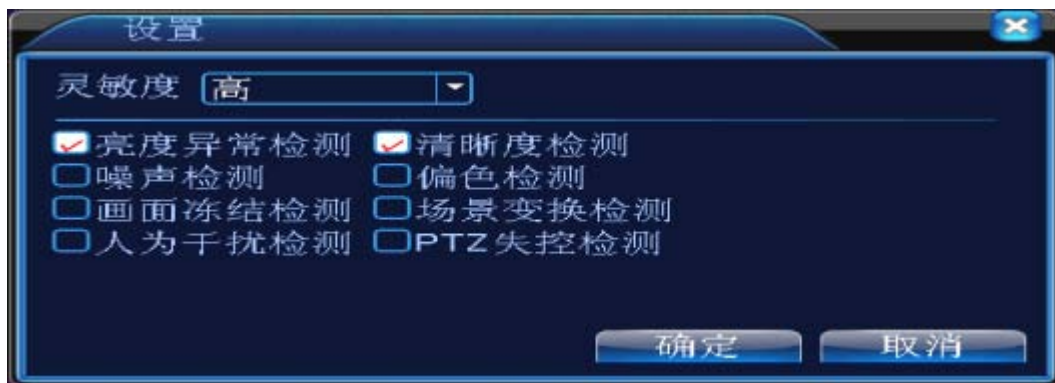 设置
灵敏度 高
亮度异常检测 清晰度检测
噪声检测 偏色检测
画面冻结检测 场景变换检测
人为干扰检测 PTZ失控检测
确定 取消